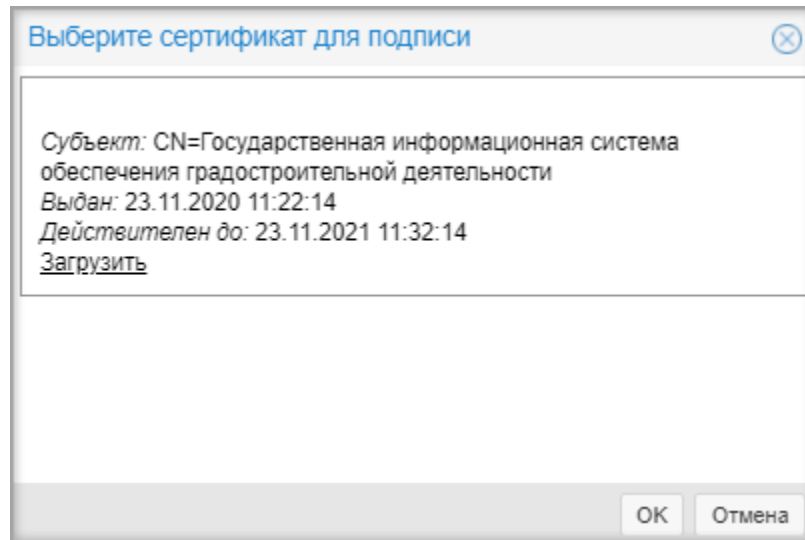 Выберите сертификат для подписи
Субъект: CN=Государственная информационная система
обеспечения градостроительной деятельности
Выдан: 23.11.2020 11:22:14
Действителен до: 23.11.2021 11:32:14
Загрузить
OK Отмена